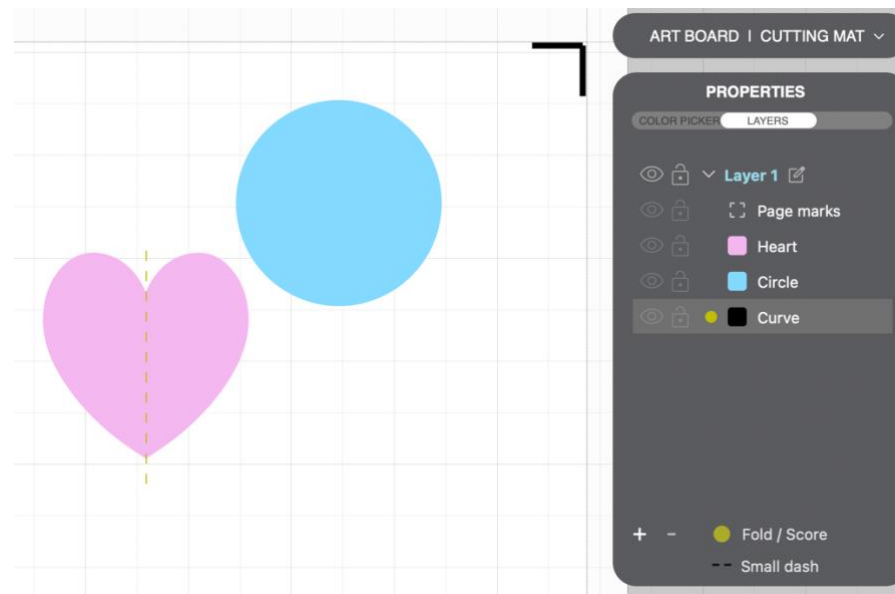 ART BOARD | CUTTING MAT
PROPERTIES
COLOR PICKER LAYERS
Layer 1
Page marks
Heart
Circle
Curve
+ - Fold / Score
-- Small dash